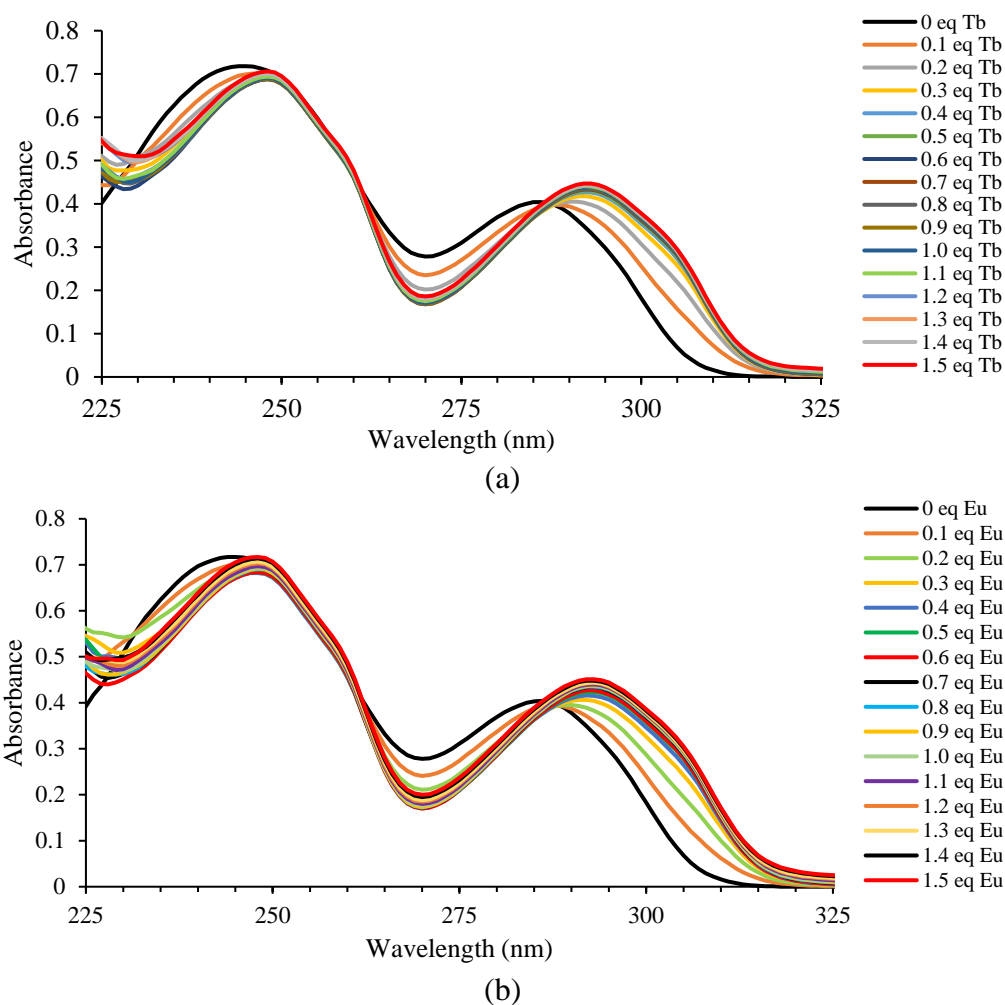 0.8
0.7
0.6
0.5
0.4
0.3
0.2
0.1
0
Absorbance
225
250
275
300
325
Wavelength (nm)
0 eq Tb
0.1 eq Tb
0.2 eq Tb
0.3 eq Tb
0.4 eq Tb
0.5 eq Tb
0.6 eq Tb
0.7 eq Tb
0.8 eq Tb
0.9 eq Tb
1.0 eq Tb
1.1 eq Tb
1.2 eq Tb
1.3 eq Tb
1.4 eq Tb
1.5 eq Tb
(a)
0.8
0.7
0.6
0.5
0.4
0.3
0.2
0.1
0
Absorbance
225
250
275
300
325
Wavelength (nm)
0 eq Eu
0.1 eq Eu
0.2 eq Eu
0.3 eq Eu
0.4 eq Eu
0.5 eq Eu
0.6 eq Eu
0.7 eq Eu
0.8 eq Eu
0.9 eq Eu
1.0 eq Eu
1.1 eq Eu
1.2 eq Eu
1.3 eq Eu
1.4 eq Eu
1.5 eq Eu
(b)